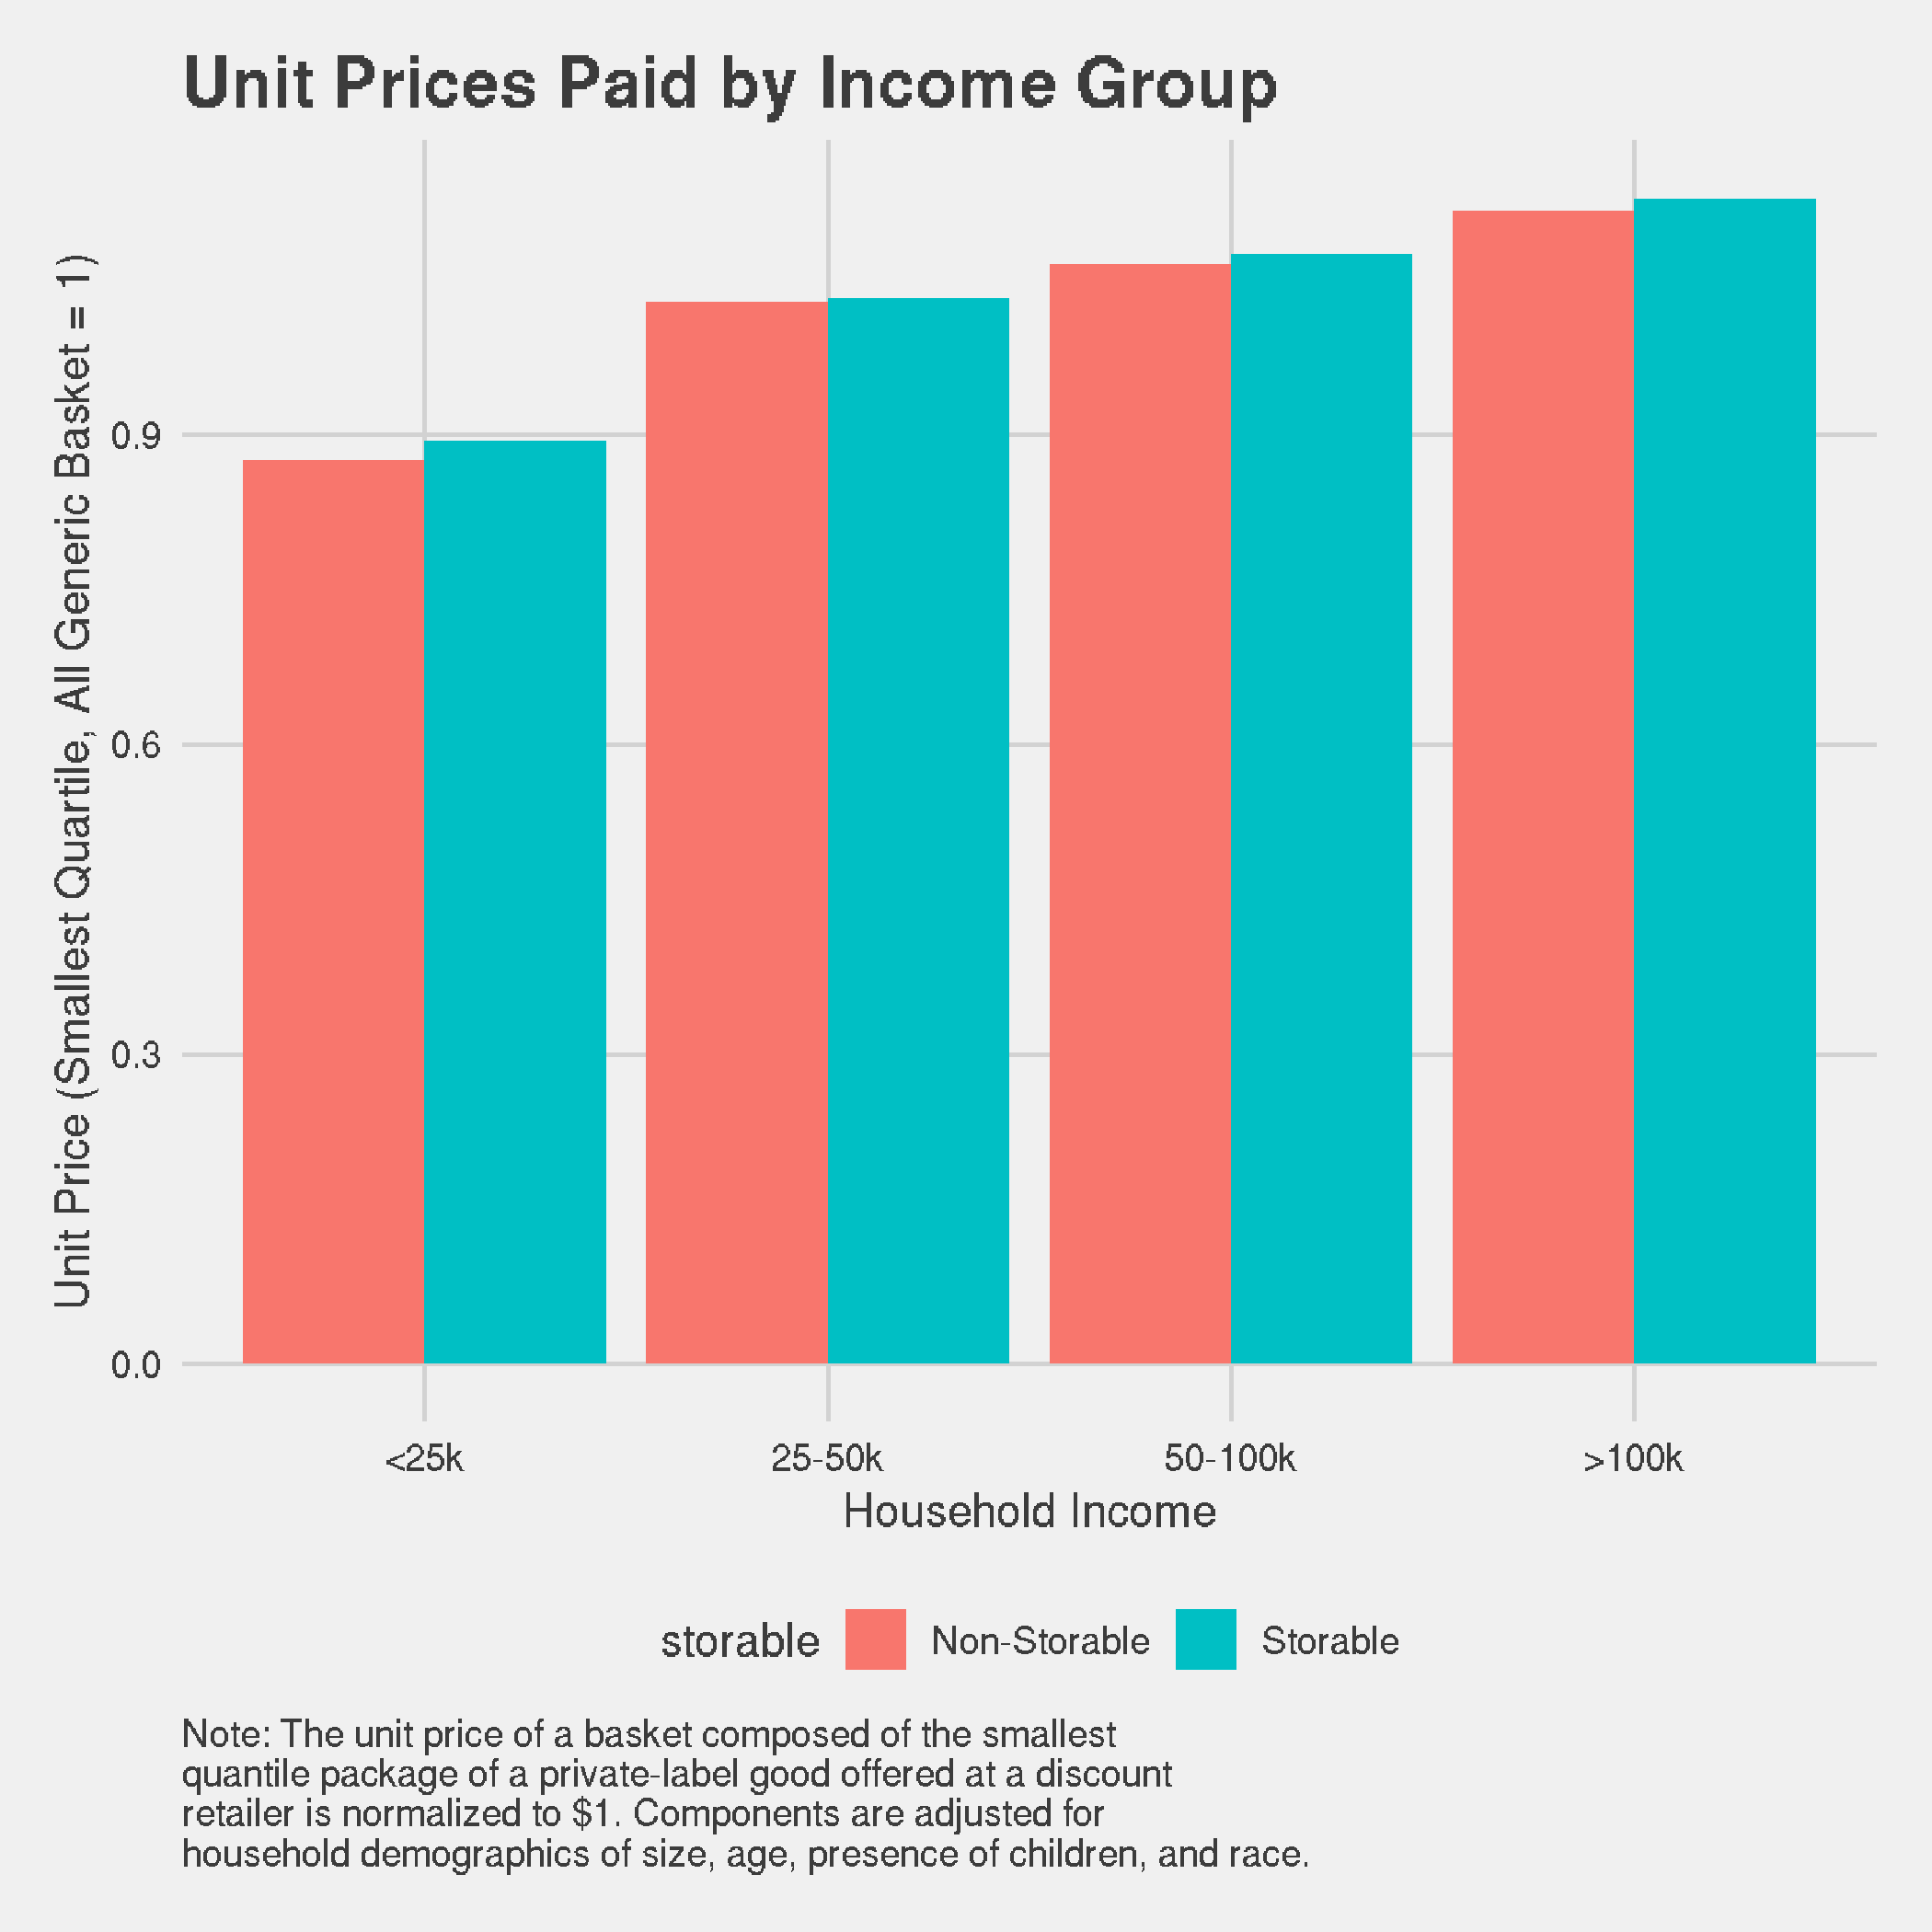 Unit Prices Paid by Income Group
Unit Price (Smallest Quartile, All Generic Basket = 1)
0.9
0.6
0.3
0.0
<25k
25-50k
50-100k
>100k
Household Income
storable
Non-Storable
Storable
Note: The unit price of a basket composed of the smallest
quantile package of a private-label good offered at a discount
retailer is normalized to $1. Components are adjusted for
household demographics of size, age, presence of children, and race.